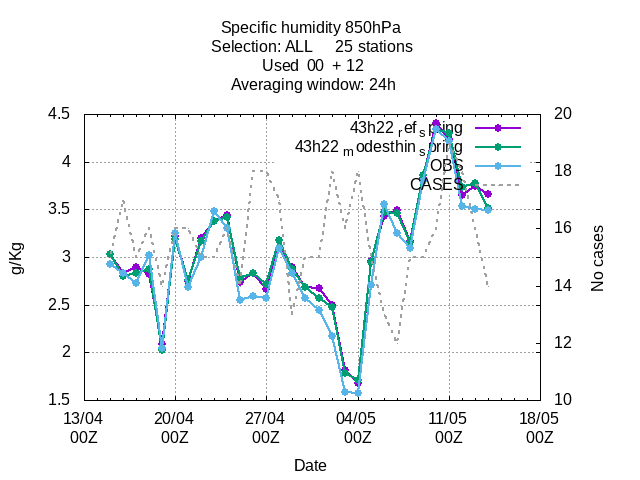 Specific humidity 850hPa
Selection: ALL 25 stations
Used 00 + 12
Averaging window: 24h
43h22 ref spring
43h22 modesthin spring
OBS
CASES
4.5
4
3.5
3
2.5
2
1.5
20
18
16
14
12
10
g/Kg
No cases
13/04 20/04 27/04 04/05 11/05 18/05
00Z 00Z 00Z 00Z 00Z 00Z
Date